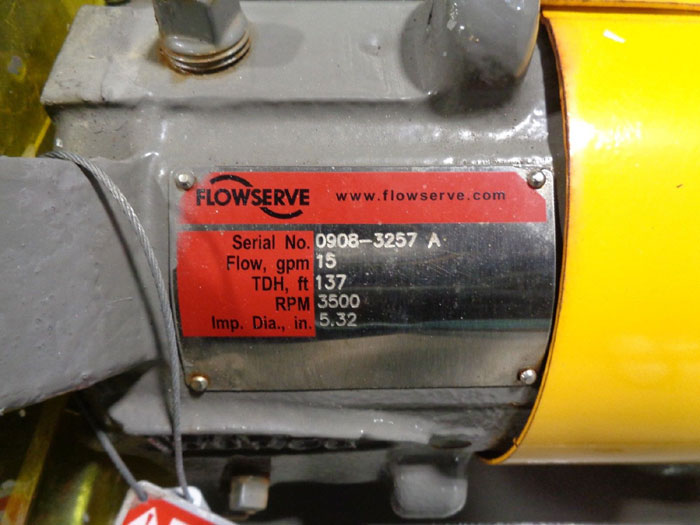 FLOWSERVE www.flowserve.com
Serial No. 0908-3257 A
Flow, gpm 15
TDH, ft 137
RPM 3500
Imp. Dia., in. 5.32